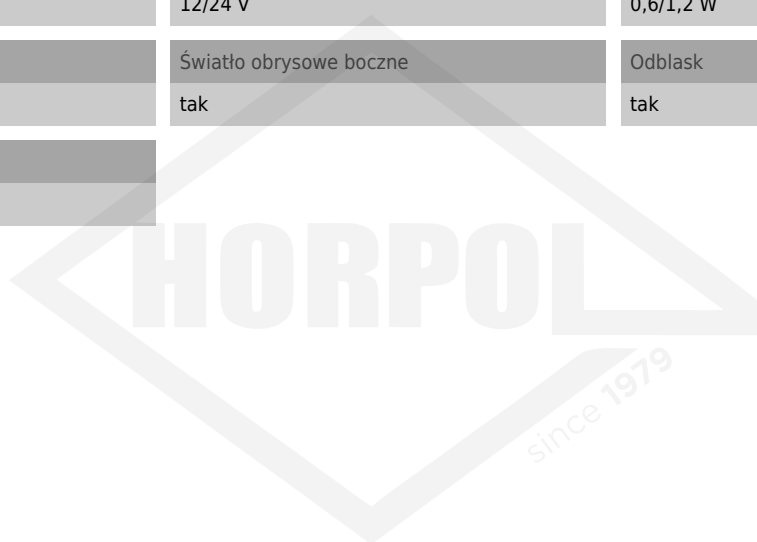 12/24 V 0,6/1,2 W
Światło obrysowe boczne Odblask
tak tak
HORPOL
since 1979